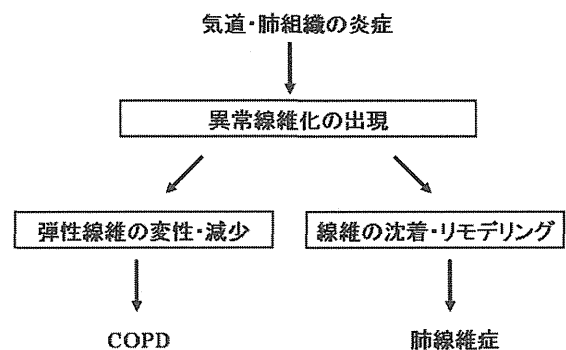 気道・肺組織の炎症
異常線維化の出現
弾性線維の変性・減少
線維の沈着・リモデリング
COPD
肺線維症